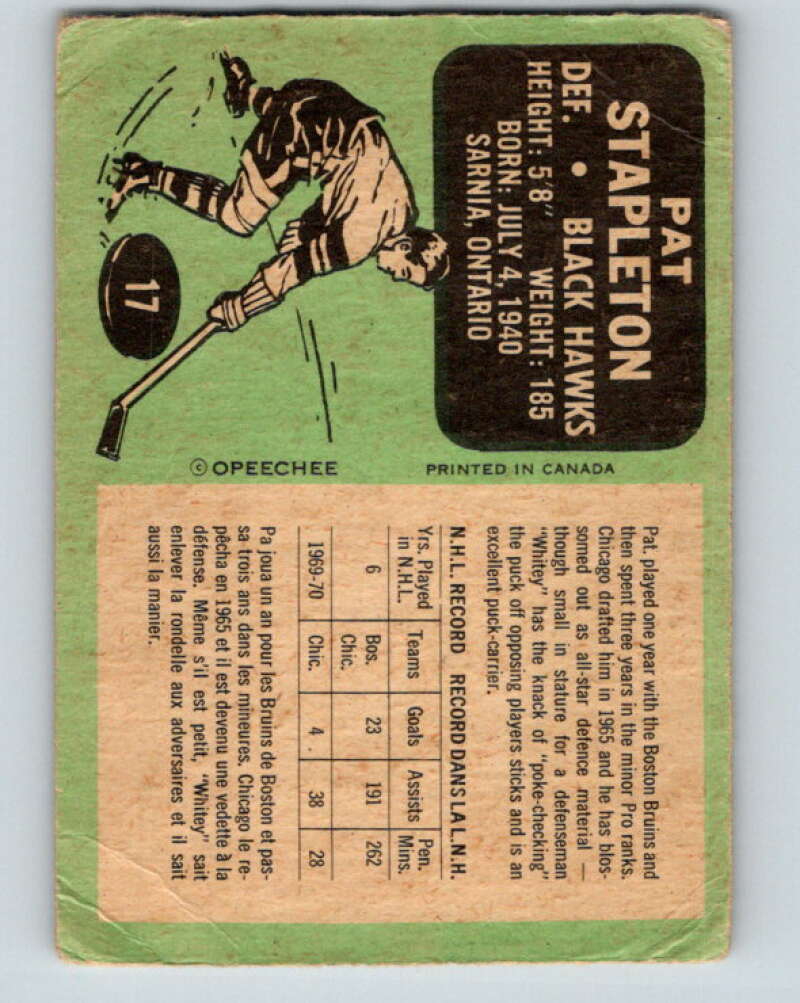 PAT
STAPLETON
DEF. • BLACK HAWKS
HEIGHT: 5'8" WEIGHT: 185
BORN: JULY 4, 1940
SARNIA, ONTARIO
17
© OPEECHEE
PRINTED IN CANADA
Pat. played one year with the Boston Bruins and
then spent three years in the minor Pro ranks.
Chicago drafted him in 1965 and he has blos-
somed out as all-star defence material —
though small in stature for a defenseman
"Whitey" has the knack of "poke-checking"
the puck off opposing players sticks and is an
excellent puck-carrier.
N.H.L. RECORD RECORD DANS LA L.N.H.
Yrs. Played in N.H.L. Teams Goals Assists Pen. Mins.
6 Bos. Chic. 23 191 262
1969-70 Chic. 4 38 28
Pa joua un an pour les Bruins de Boston et pas-
sa trois ans dans les mineures. Chicago le re-
pêcha en 1965 et il est devenu une vedette à la
défense. Même s'il est petit, "Whitey" sait
enlever la rondelle aux adversaires et il sait
aussi la manier.